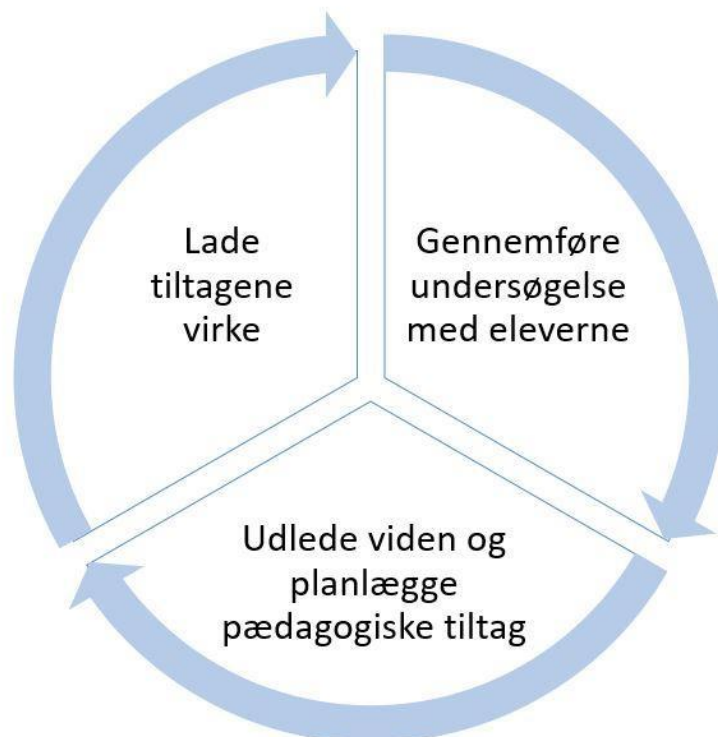 Lade
tiltagene
virke
Gennemføre
undersøgelse
med eleverne
Udlede viden og
planlægge
pædagogiske tiltag